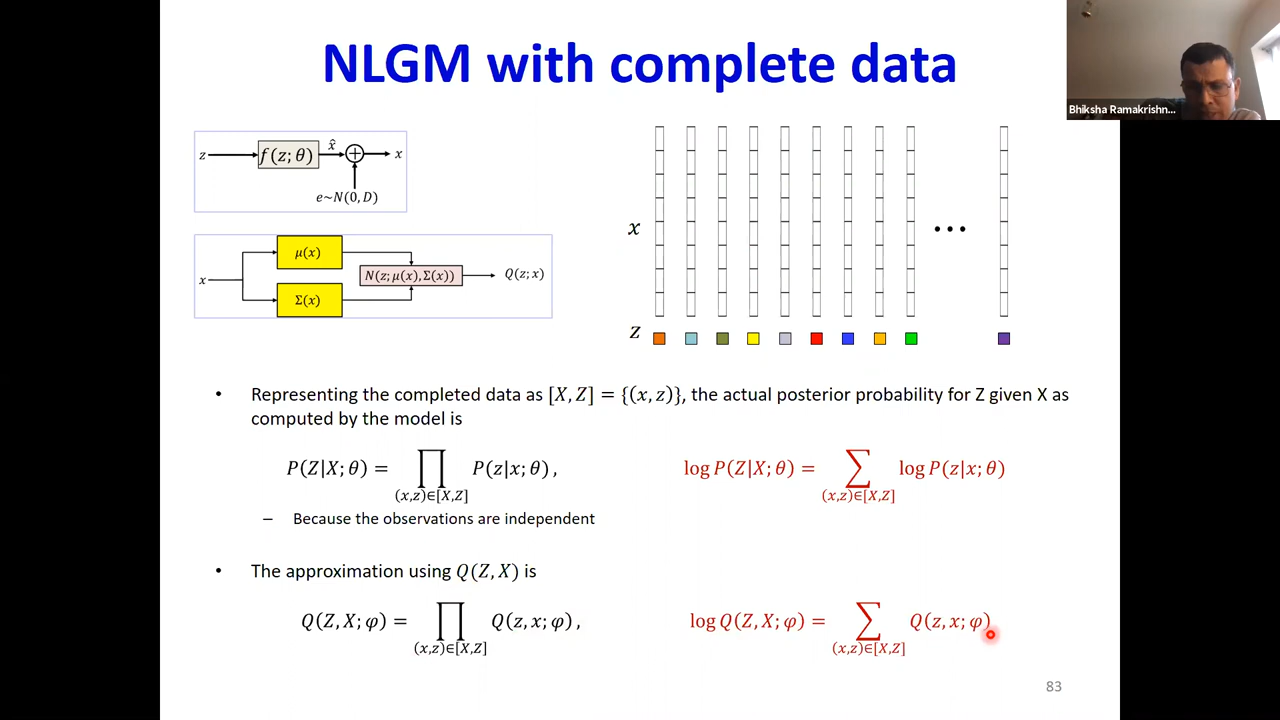 NLGM with complete data
Bhiksha Ramakrishn...
z
f(z; θ)
x̂
x
e~N(0, D)
x
μ(x)
Σ(x)
N(z; μ(x), Σ(x))
Q(z; x)
x
...
z
• Representing the completed data as [X, Z] = {(x, z)}, the actual posterior probability for Z given X as
computed by the model is
P(Z|X; θ) = ∏ P(z|x; θ) ,
(x,z)∈[X,Z]
log P(Z|X; θ) = ∑ log P(z|x; θ)
(x,z)∈[X,Z]
– Because the observations are independent
• The approximation using Q(Z, X) is
Q(Z, X; φ) = ∏ Q(z, x; φ) ,
(x,z)∈[X,Z]
log Q(Z, X; φ) = ∑ Q(z, x; φ)
(x,z)∈[X,Z]
83